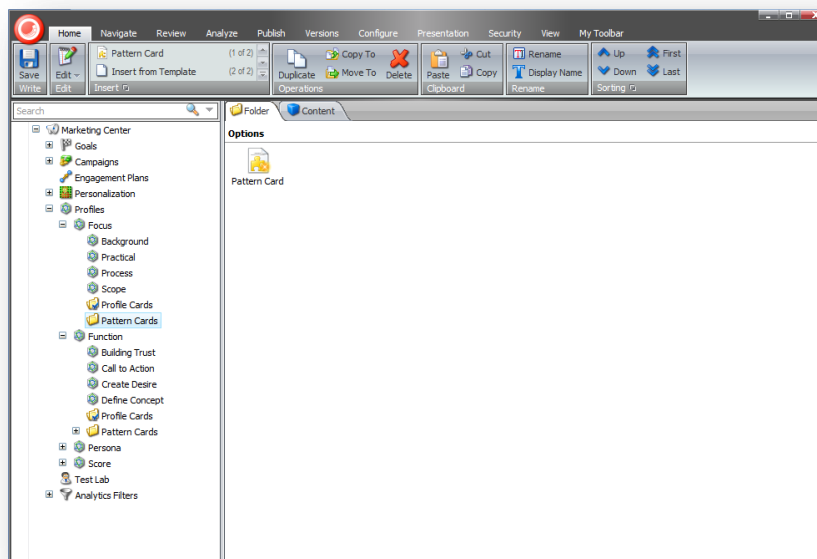 Home Navigate Review Analyze Publish Versions Configure Presentation Security View My Toolbar
Save
Write
Edit
Edit
Pattern Card (1 of 2)
Insert from Template (2 of 2)
Insert
Duplicate
Copy To
Move To
Delete
Operations
Paste
Cut
Copy
Clipboard
Rename
Display Name
Rename
Up First
Down Last
Sorting
Search
Folder Content
Options
Pattern Card
Marketing Center
Goals
Campaigns
Engagement Plans
Personalization
Profiles
Focus
Background
Practical
Process
Scope
Profile Cards
Pattern Cards
Function
Building Trust
Call to Action
Create Desire
Define Concept
Profile Cards
Pattern Cards
Persona
Score
Test Lab
Analytics Filters